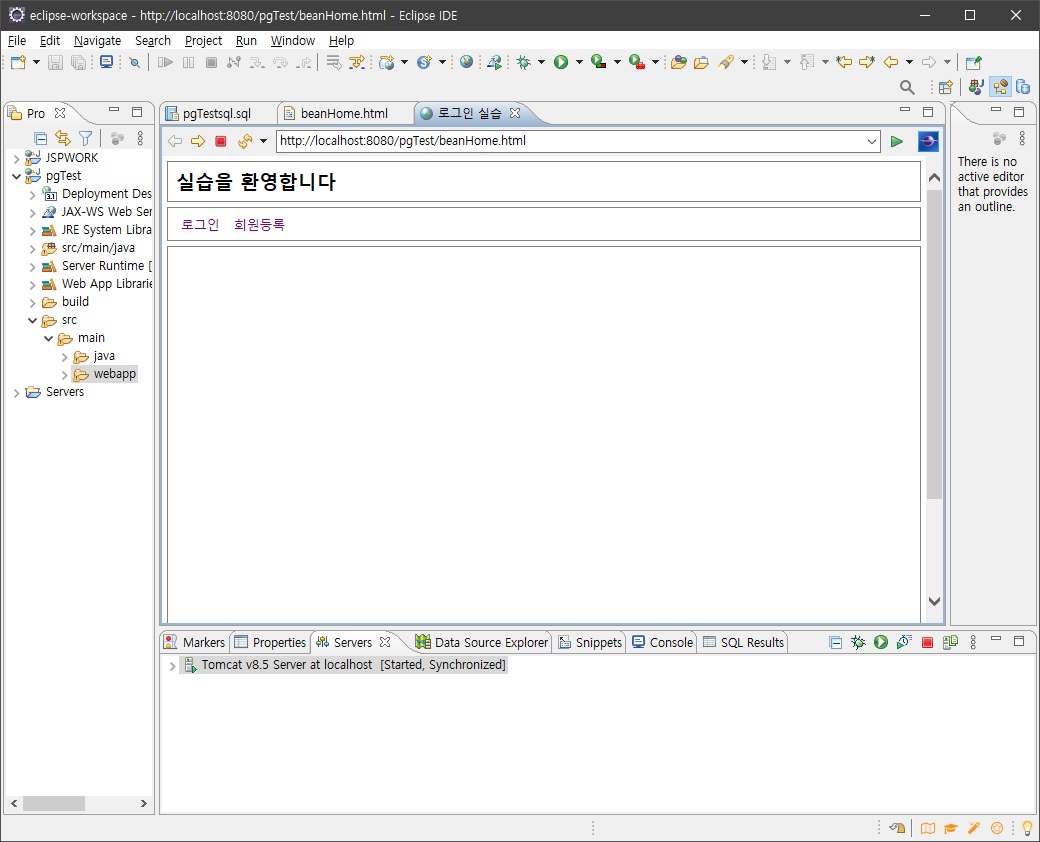 eclipse-workspace - http://localhost:8080/pgTest/beanHome.html - Eclipse IDE
File Edit Navigate Search Project Run Window Help
Pro
JSPWORK
pgTest
Deployment Des
JAX-WS Web Ser
JRE System Libra
src/main/java
Server Runtime [
Web App Librarie
build
src
main
java
webapp
Servers
pgTestsql.sql beanHome.html 로그인 실습
http://localhost:8080/pgTest/beanHome.html
실습을 환영합니다
로그인 회원등록
There is no
active editor
that provides
an outline.
Markers Properties Servers Data Source Explorer Snippets Console SQL Results
Tomcat v8.5 Server at localhost [Started, Synchronized]